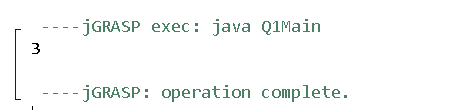 ----jGRASP exec: java Q1Main
3
----jGRASP: operation complete.